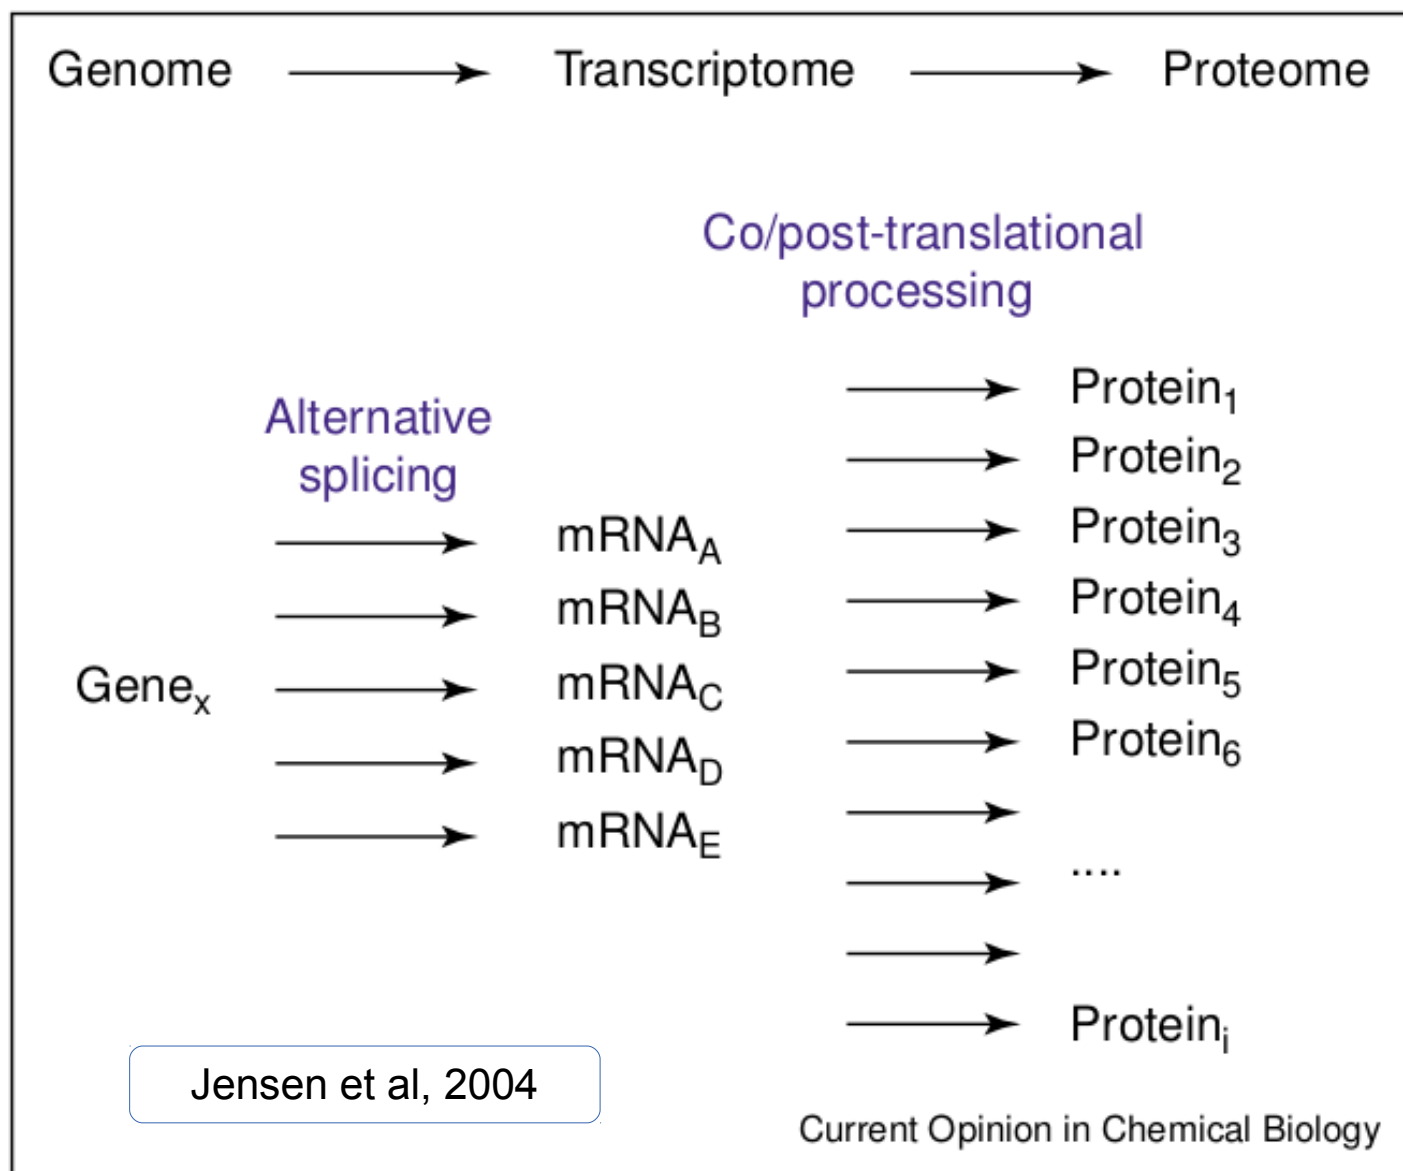 Genome Transcriptome Proteome
Co/post-translational
processing
Alternative
splicing
Protein1
Protein2
Protein3
Protein4
Protein5
Protein6
....
Proteini
mRNAA
mRNAB
mRNAC
mRNAD
mRNAE
Genex
Jensen et al, 2004
Current Opinion in Chemical Biology